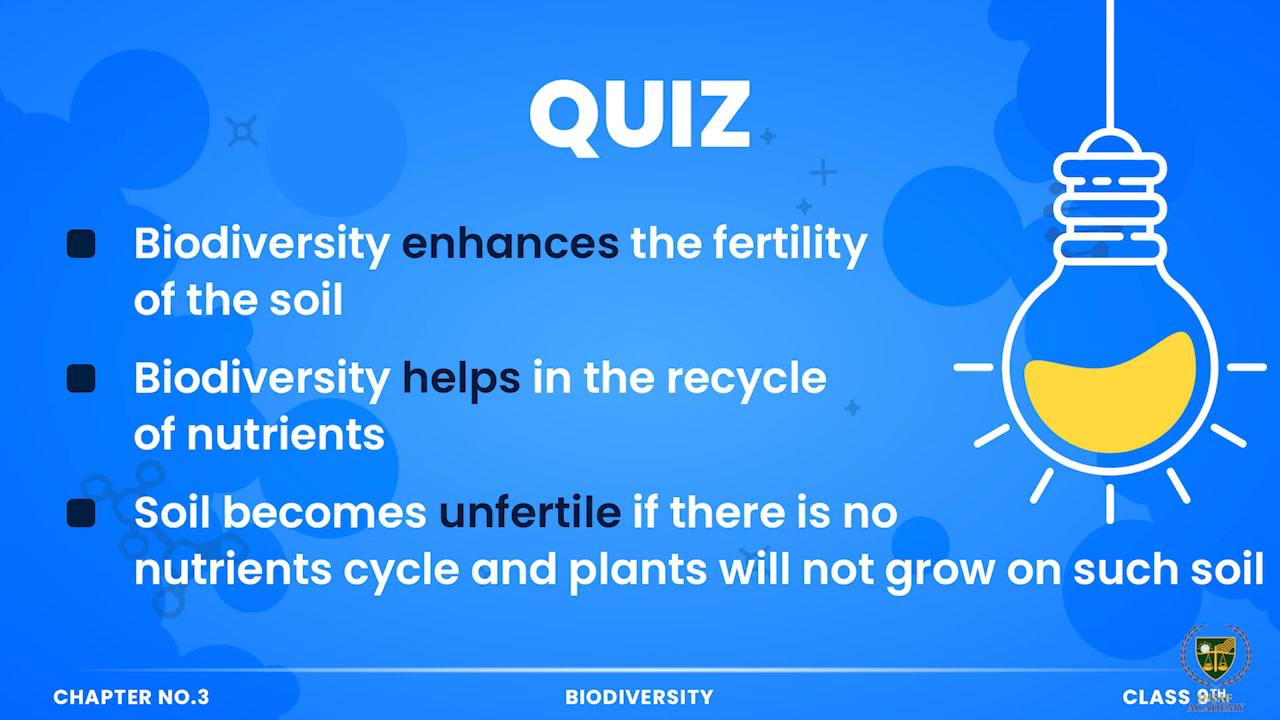 QUIZ
Biodiversity enhances the fertility
of the soil
Biodiversity helps in the recycle
of nutrients
Soil becomes unfertile if there is no
nutrients cycle and plants will not grow on such soil
CHAPTER NO.3
BIODIVERSITY
CLASS 9TH
ACADEMY